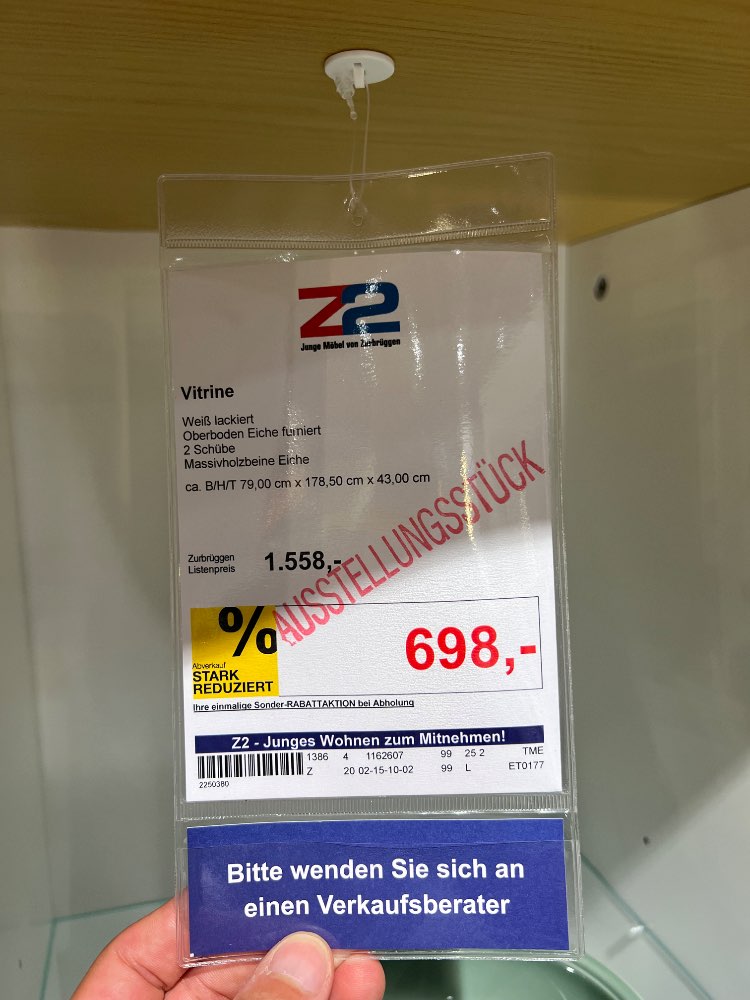 Z2
Junge Möbel von Zurbrüggen
Vitrine
Weiß lackiert
Oberboden Eiche furniert
2 Schübe
Massivholzbeine Eiche
ca. B/H/T 79,00 cm x 178,50 cm x 43,00 cm
AUSSTELLUNGSSTÜCK
Zurbrüggen
Listenpreis
1.558,-
%
Abverkauf
STARK
REDUZIERT
698,-
Ihre einmalige Sonder-RABATTAKTION bei Abholung
Z2 - Junges Wohnen zum Mitnehmen!
1386 4 1162607 99 25 2 TME
Z 20 02-15-10-02 99 L ET0177
2250380
Bitte wenden Sie sich an
einen Verkaufsberater